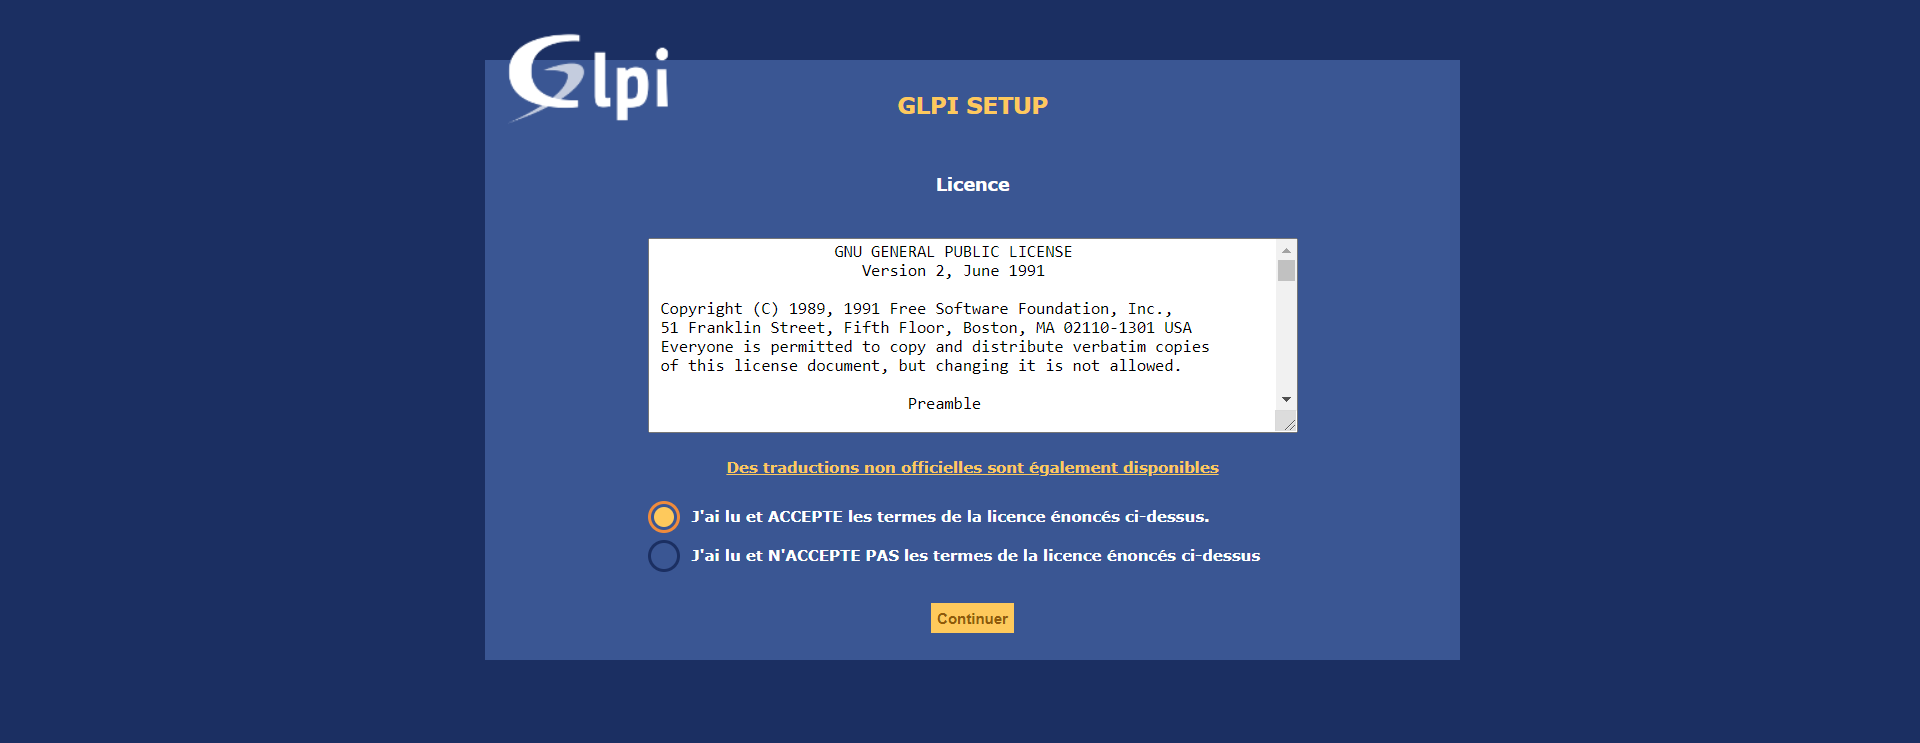 Glpi
GLPI SETUP
Licence
GNU GENERAL PUBLIC LICENSE
Version 2, June 1991
Copyright (C) 1989, 1991 Free Software Foundation, Inc.,
51 Franklin Street, Fifth Floor, Boston, MA 02110-1301 USA
Everyone is permitted to copy and distribute verbatim copies
of this license document, but changing it is not allowed.
Preamble
Des traductions non officielles sont également disponibles
J'ai lu et ACCEPTE les termes de la licence énoncés ci-dessus.
J'ai lu et N'ACCEPTE PAS les termes de la licence énoncés ci-dessus
Continuer